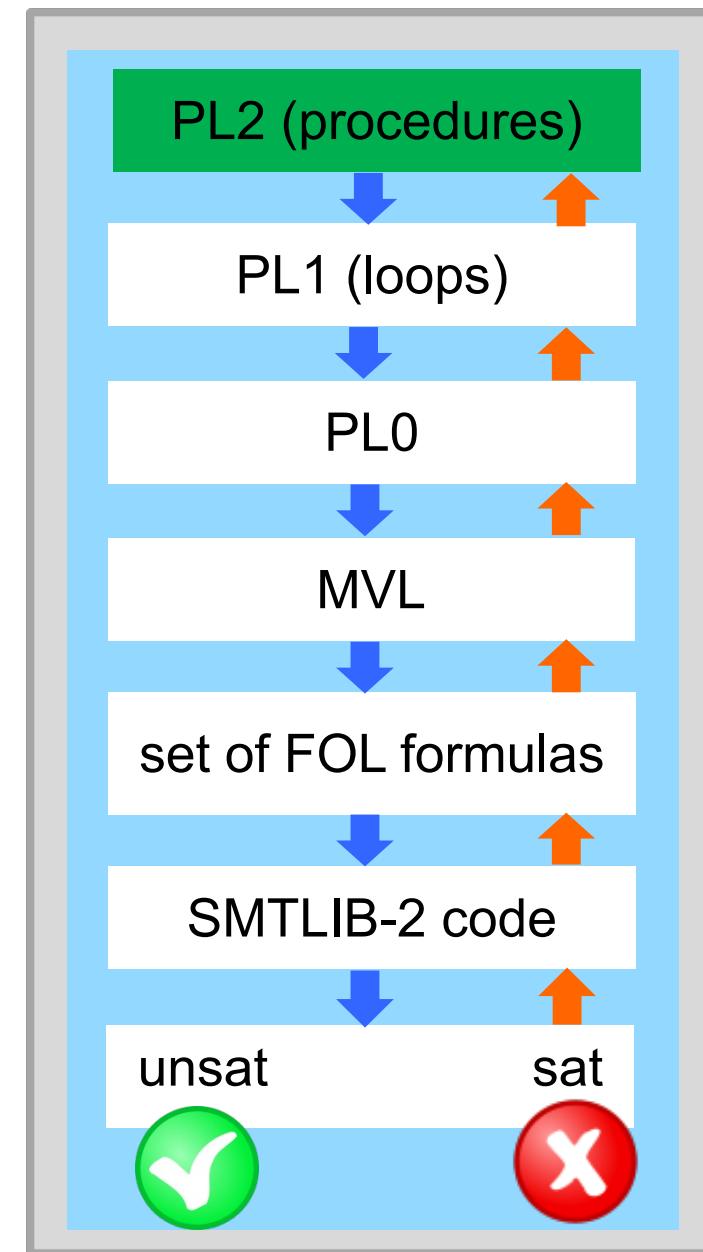 PL2 (procedures)
PL1 (loops)
PL0
MVL
set of FOL formulas
SMTLIB-2 code
unsat sat